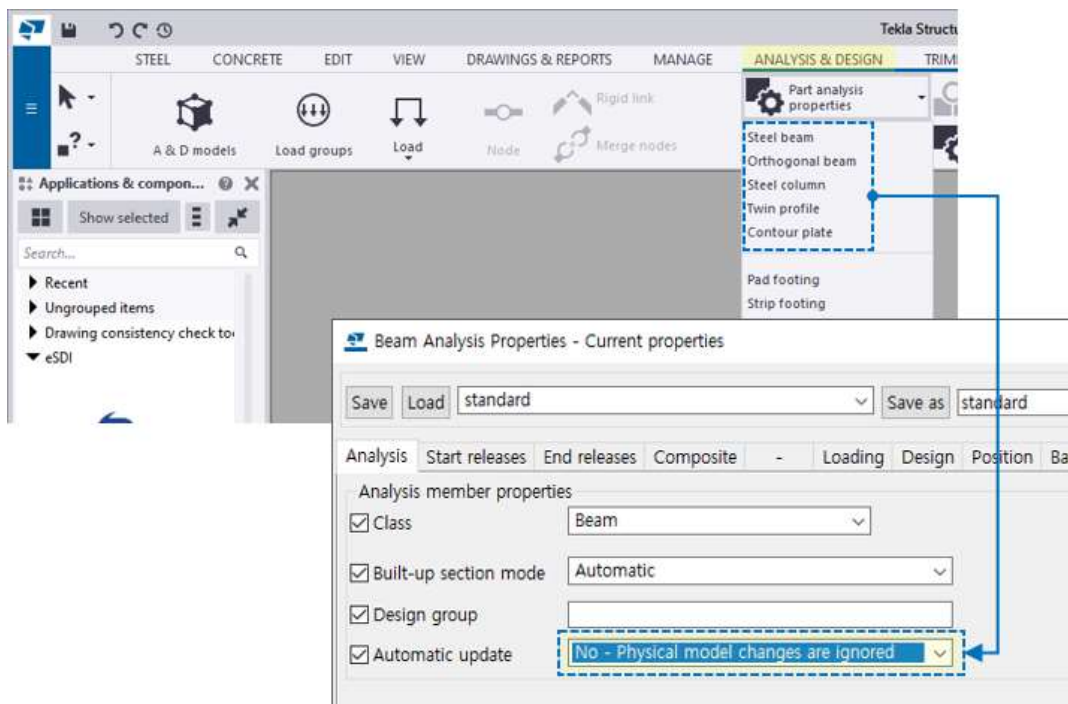 Tekla Structu
STEEL CONCRETE EDIT VIEW DRAWINGS & REPORTS MANAGE ANALYSIS & DESIGN TRIM
A & D models
Load groups
Load
Node
Rigid link
Merge nodes
Part analysis
properties
Steel beam
Orthogonal beam
Steel column
Twin profile
Contour plate
Pad footing
Strip footing
Applications & compon...
Show selected
Search...
Recent
Ungrouped items
Drawing consistency check to
eSDI
Beam Analysis Properties - Current properties
Save Load standard Save as standard
Analysis Start releases End releases Composite - Loading Design Position Ba
Analysis member properties
Class Beam
Built-up section mode Automatic
Design group
Automatic update No - Physical model changes are ignored